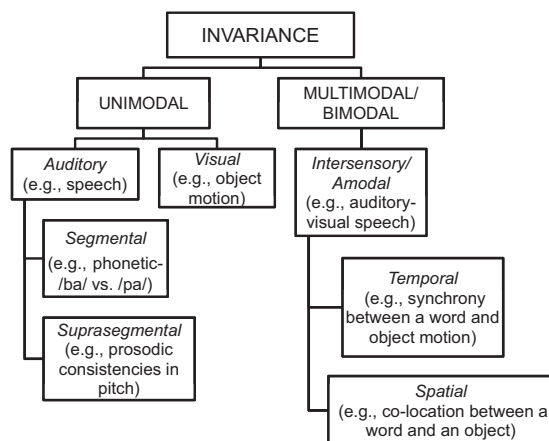 INVARIANCE
UNIMODAL
MULTIMODAL/
BIMODAL
Auditory
(e.g., speech)
Visual
(e.g., object
motion)
Intersensory/
Amodal
(e.g., auditory-
visual speech)
Segmental
(e.g., phonetic-
/ba/ vs. /pa/)
Suprasegmental
(e.g., prosodic
consistencies in
pitch)
Temporal
(e.g., synchrony
between a word and
object motion)
Spatial
(e.g., co-location between a
word and an object)